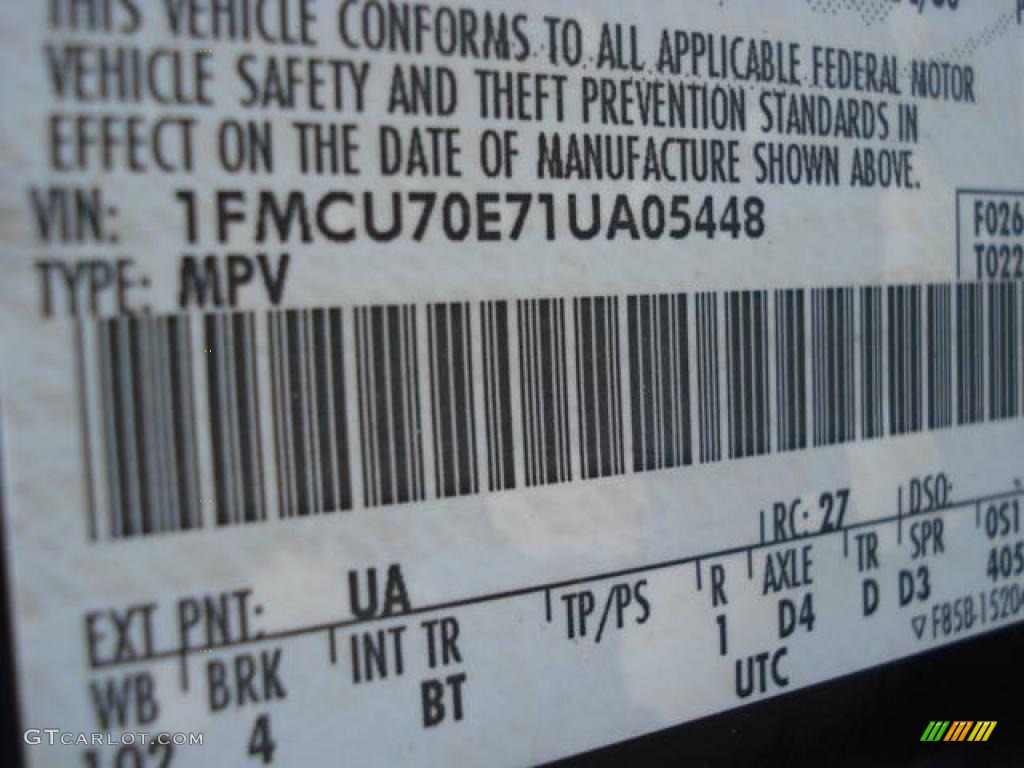 THIS VEHICLE CONFORMS TO ALL APPLICABLE FEDERAL MOTOR
VEHICLE SAFETY AND THEFT PREVENTION STANDARDS IN
EFFECT ON THE DATE OF MANUFACTURE SHOWN ABOVE.
VIN: 1FMCU70E71UA05448
F026
T022
TYPE: MPV
EXT PNT: UA
RC: 27
DSO:
WB
BRK
INT TR
TP/PS
R
AXLE
TR
SPR
4
BT
1
D4
D
D3
UTC
GTCARLOT.COM